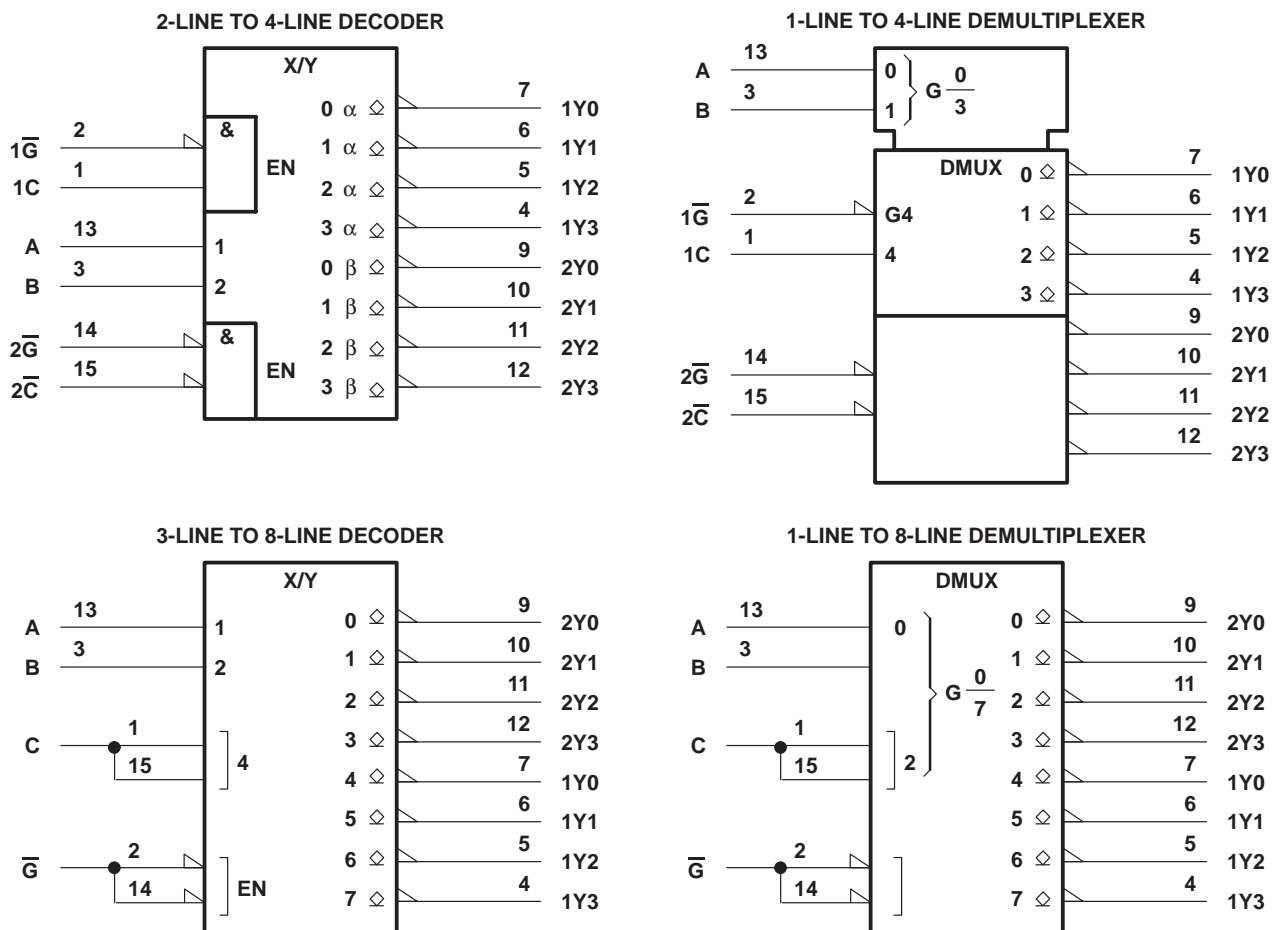 2-LINE TO 4-LINE DECODER
X/Y
1G̅ 2 & 0 α 7 1Y0
1C 1 EN 1 α 6 1Y1
2 α 5 1Y2
3 α 4 1Y3
A 13 1 0 β 9 2Y0
B 3 2 1 β 10 2Y1
2G̅ 14 & 2 β 11 2Y2
2C̅ 15 EN 3 β 12 2Y3
1-LINE TO 4-LINE DEMULTIPLEXER
A 13 0
B 3 1
G 0
3
DMUX
0 7 1Y0
1G̅ 2 G4 1 6 1Y1
1C 1 4 2 5 1Y2
3 4 1Y3
9 2Y0
2G̅ 14 10 2Y1
2C̅ 15 11 2Y2
12 2Y3
3-LINE TO 8-LINE DECODER
X/Y
A 13 1 0 9 2Y0
B 3 2 1 10 2Y1
2 11 2Y2
C 1 3 12 2Y3
15 4 4 7 1Y0
5 6 1Y1
G̅ 2 6 5 1Y2
14 EN 7 4 1Y3
1-LINE TO 8-LINE DEMULTIPLEXER
DMUX
A 13 0 0 9 2Y0
B 3 1 10 2Y1
G 0
7
2 11 2Y2
C 1 3 12 2Y3
15 2 4 7 1Y0
5 6 1Y1
G̅ 2 6 5 1Y2
14 7 4 1Y3